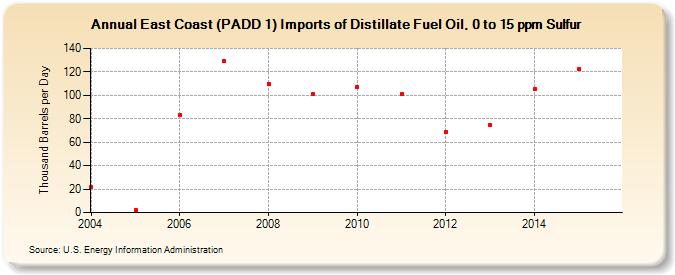 Annual East Coast (PADD 1) Imports of Distillate Fuel Oil, 0 to 15 ppm Sulfur
Thousand Barrels per Day
140
120
100
80
60
40
20
0
2004 2006 2008 2010 2012 2014
Source: U.S. Energy Information Administration